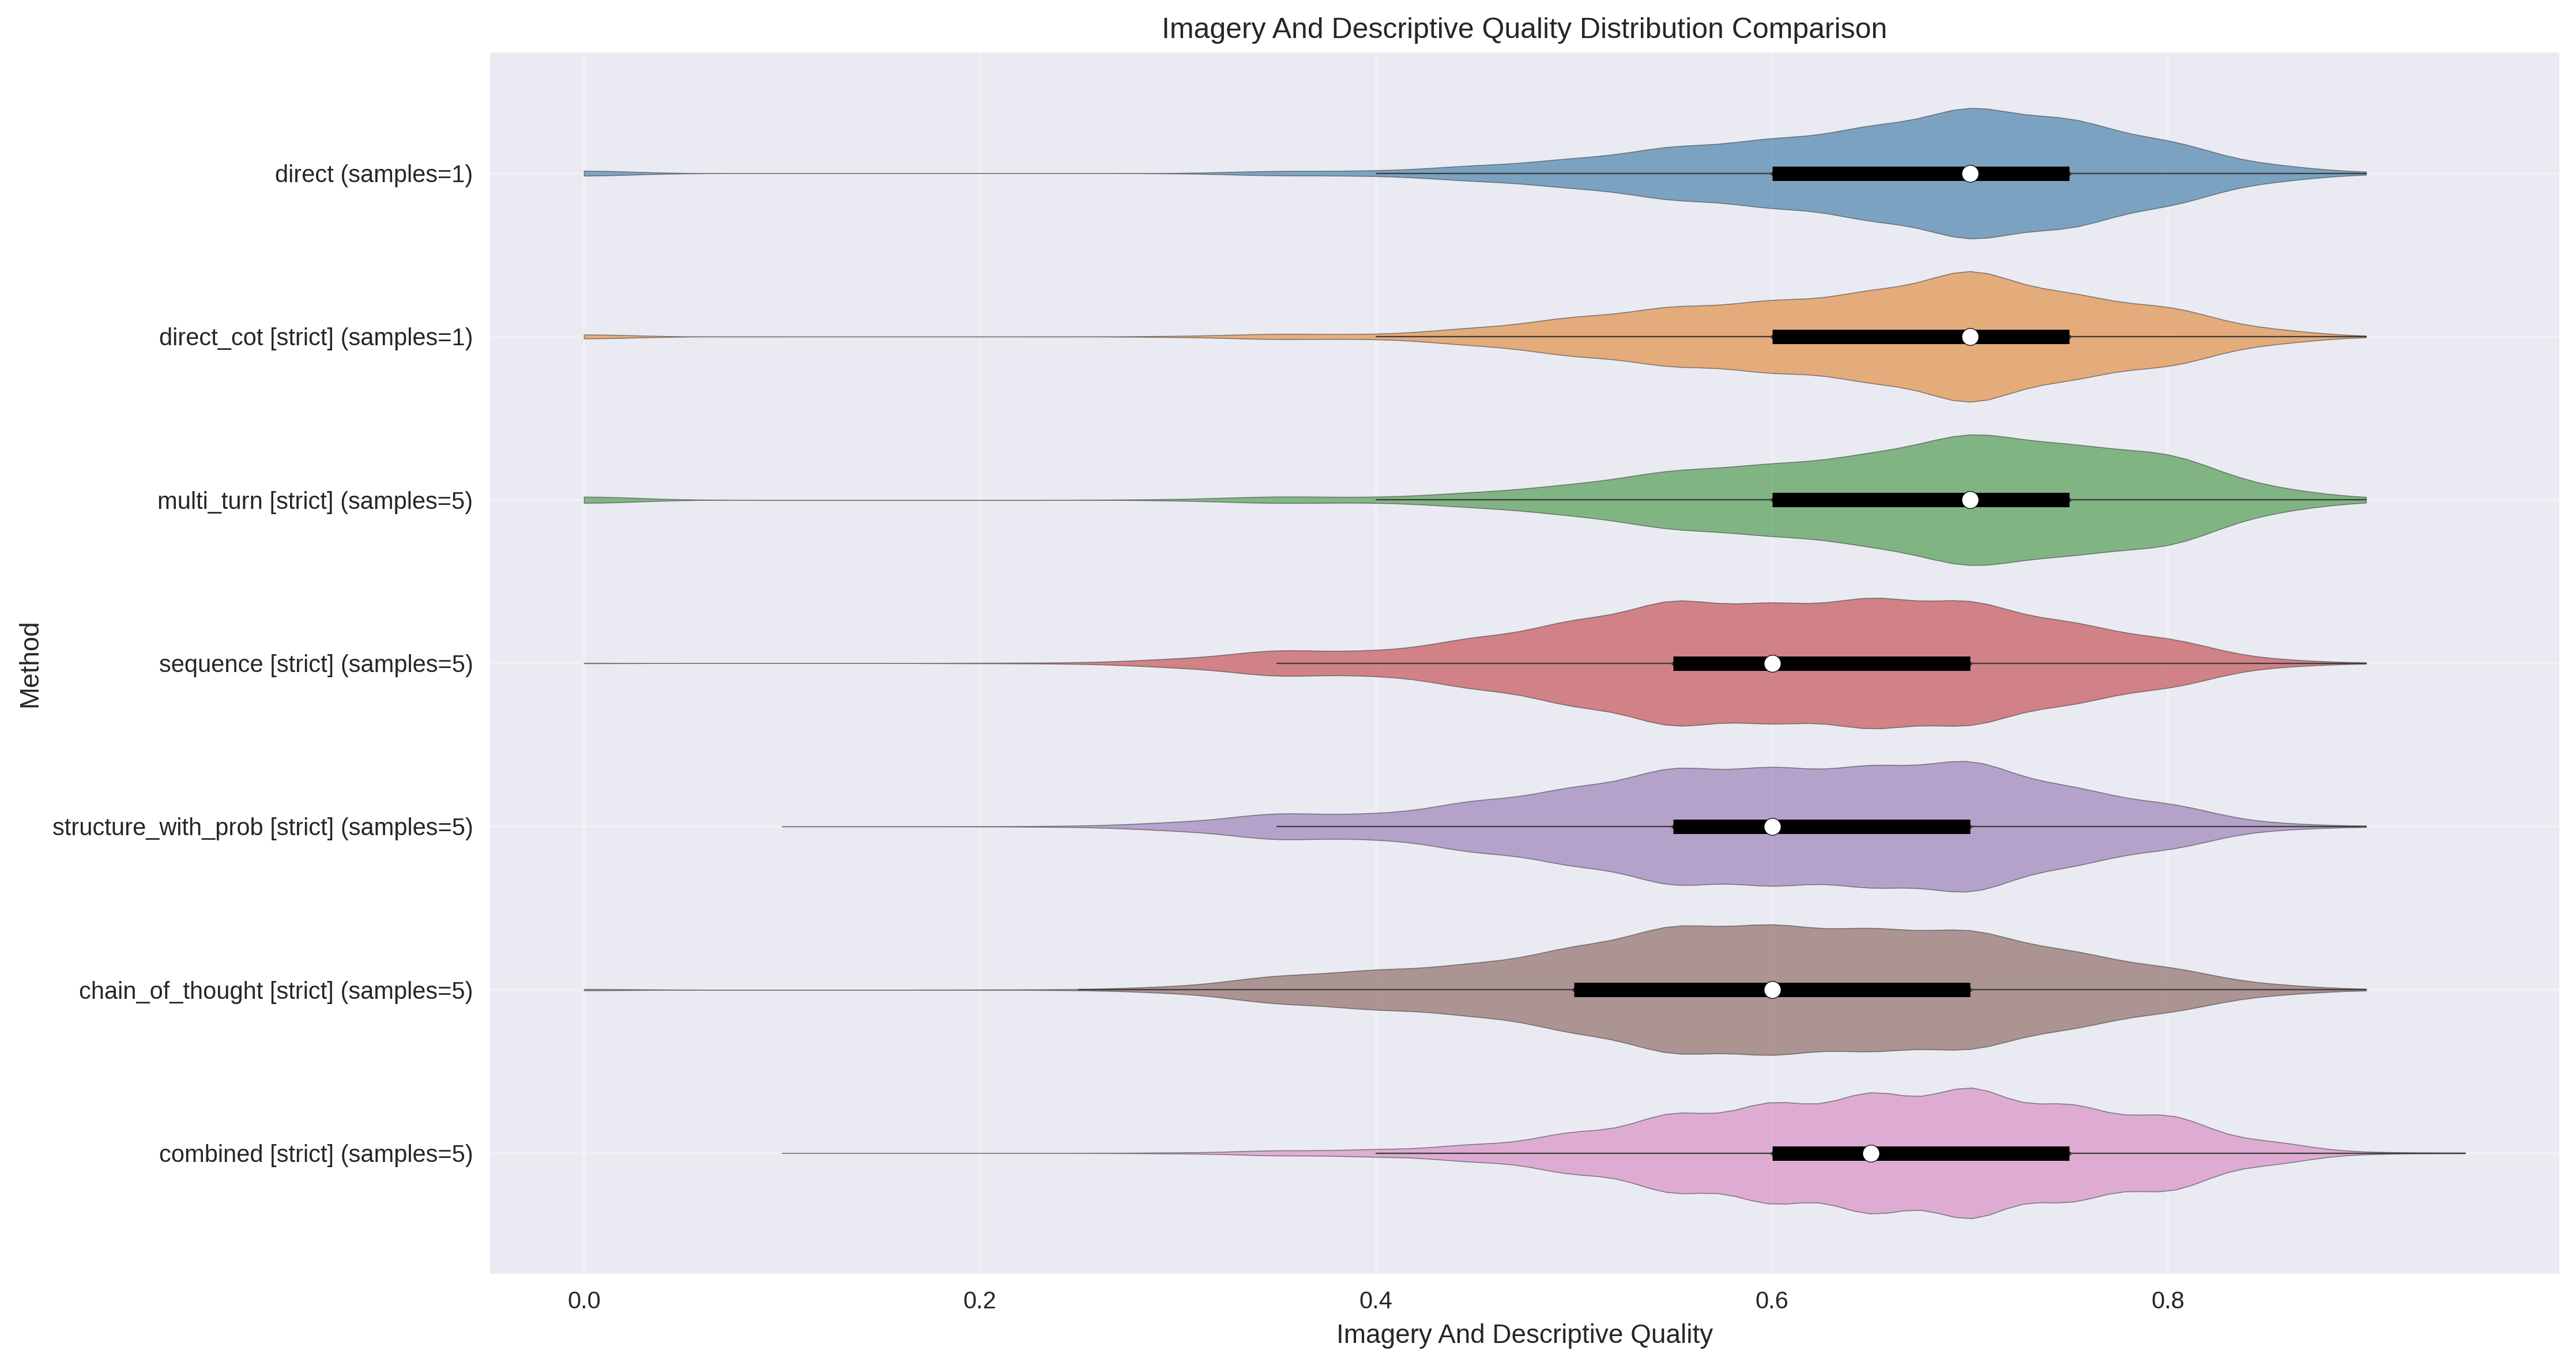 Imagery And Descriptive Quality Distribution Comparison
Method
direct (samples=1)
direct_cot [strict] (samples=1)
multi_turn [strict] (samples=5)
sequence [strict] (samples=5)
structure_with_prob [strict] (samples=5)
chain_of_thought [strict] (samples=5)
combined [strict] (samples=5)
0.0 0.2 0.4 0.6 0.8
Imagery And Descriptive Quality